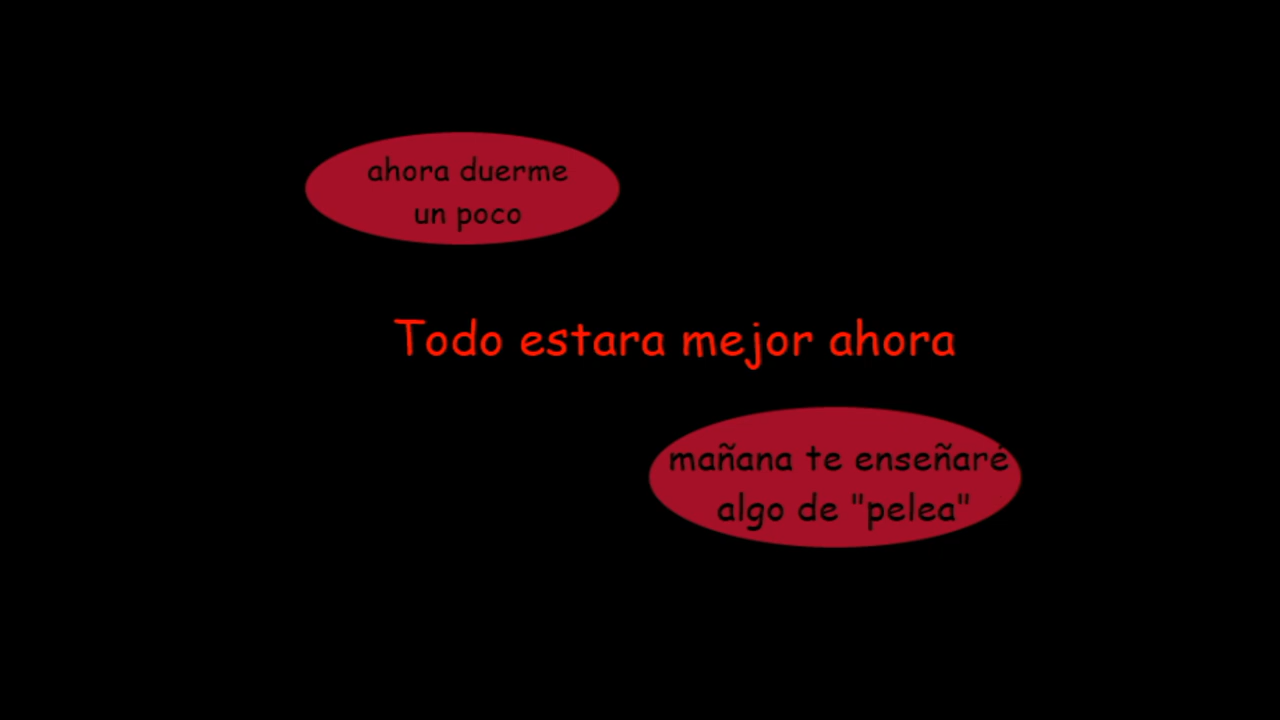 ahora duerme
un poco
Todo estara mejor ahora
mañana te enseñaré
algo de "pelea"